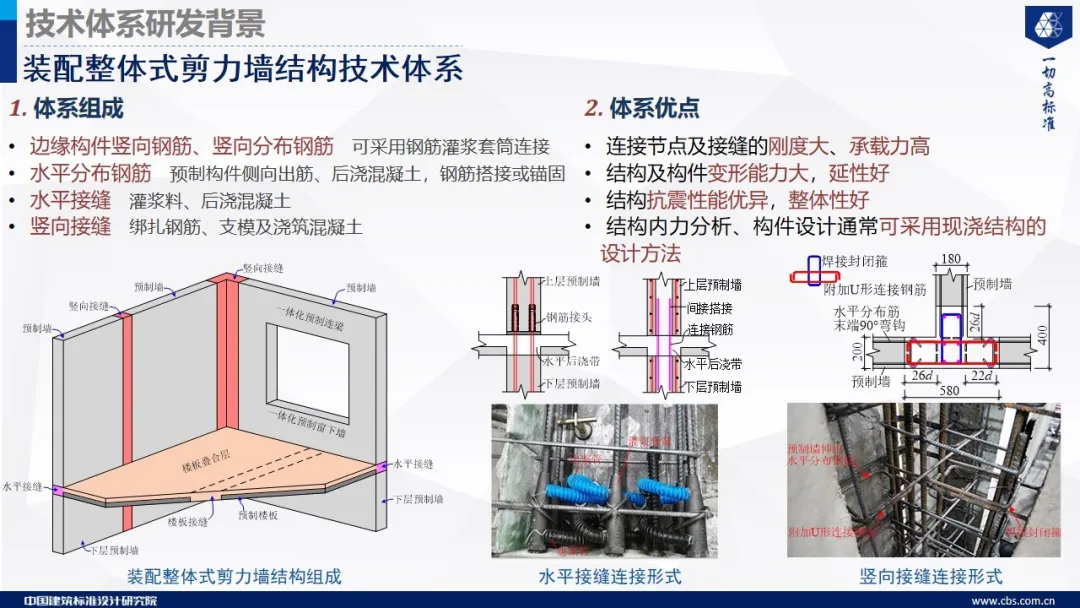 技术体系研发背景
装配整体式剪力墙结构技术体系
一切高标准
1. 体系组成
• 边缘构件竖向钢筋、竖向分布钢筋 可采用钢筋灌浆套筒连接
• 水平分布钢筋 预制构件侧向出筋、后浇混凝土，钢筋搭接或锚固
• 水平接缝 灌浆料、后浇混凝土
• 竖向接缝 绑扎钢筋、支模及浇筑混凝土
竖向接缝
预制墙
预制墙
竖向接缝
预制墙
一体化预制连梁
一体化预制窗下墙
楼板叠合层
水平接缝
水平接缝
下层预制墙
预制楼板
楼板接缝
下层预制墙
装配整体式剪力墙结构组成
2. 体系优点
• 连接节点及接缝的刚度大、承载力高
• 结构及构件变形能力大，延性好
• 结构抗震性能优异，整体性好
• 结构内力分析、构件设计通常可采用现浇结构的
设计方法
上层预制墙
钢筋接头
水平后浇带
下层预制墙
上层预制墙
间接搭接
连接钢筋
水平后浇带
下层预制墙
焊接封闭箍
附加U形连接钢筋
水平分布筋
末端90°弯钩
180
预制墙
26d
400
200
预制墙
26d
22d
580
水平接缝连接形式
预制墙伸出
水平分布钢筋
附加U形连接钢筋
焊接封闭箍
竖向接缝连接形式
中国建筑标准设计研究院
www.cbs.com.cn